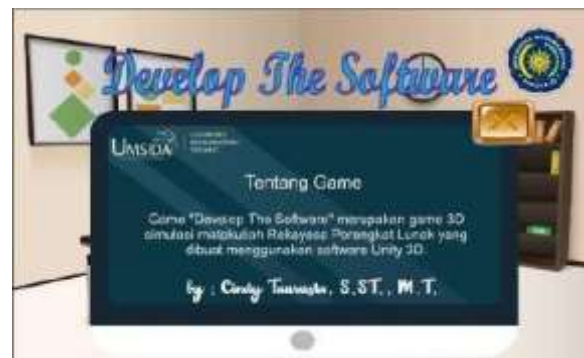 Develop The Software
UMSIDA
Tentang Game
Game "Develop The Software" merupakan game 3D
simulasi matakuliah Rekayasa Perangkat Lunak yang
dibuat menggunakan software Unity 3D.
by : Cindy S.ST., M.T.